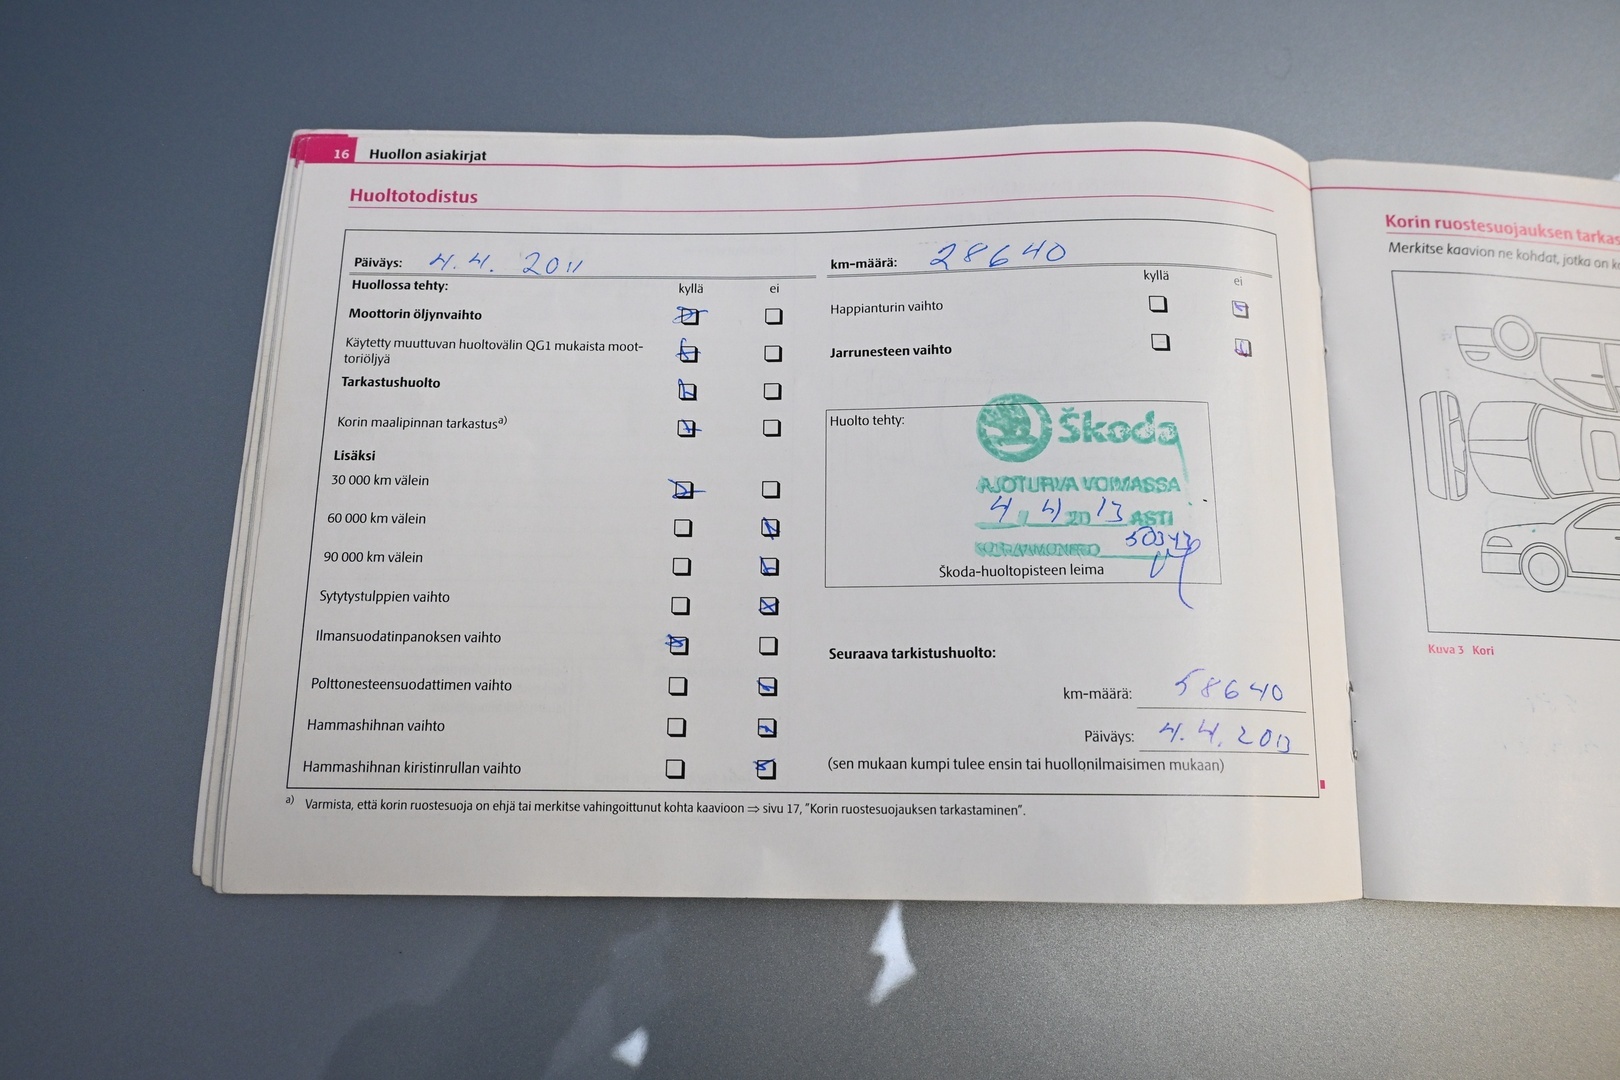 16 Huollon asiakirjat
Huoltotodistus
Päiväys: 4.4. 2011
Huollossa tehty: kyllä ei
Moottorin öljynvaihto
Käytetty muuttuvan huoltovälin QG1 mukaista moot-
toriöljyä
Tarkastushuolto
Korin maalipinnan tarkastus a)
Lisäksi
30 000 km välein
60 000 km välein
90 000 km välein
Sytytystulppien vaihto
Ilmansuodatinpanoksen vaihto
Polttonesteensuodattimen vaihto
Hammashihnan vaihto
Hammashihnan kiristinrullan vaihto
km-määrä: 28640
kyllä ei
Happianturin vaihto
Jarrunesteen vaihto
Huolto tehty:
Škoda
AJOTURVA VOIMASSA
4 / 4 20 13 ASTI
Škoda-huoltopisteen leima
Seuraava tarkistushuolto:
km-määrä: 58640
Päiväys: 4.4. 2013
(sen mukaan kumpi tulee ensin tai huollonilmaisimen mukaan)
a) Varmista, että korin ruostesuoja on ehjä tai merkitse vahingoittunut kohta kaavioon ⇒ sivu 17, "Korin ruostesuojauksen tarkastaminen".
Korin ruostesuojauksen tarkas
Merkitse kaavion ne kohdat, jotka on k
Kuva 3 Kori